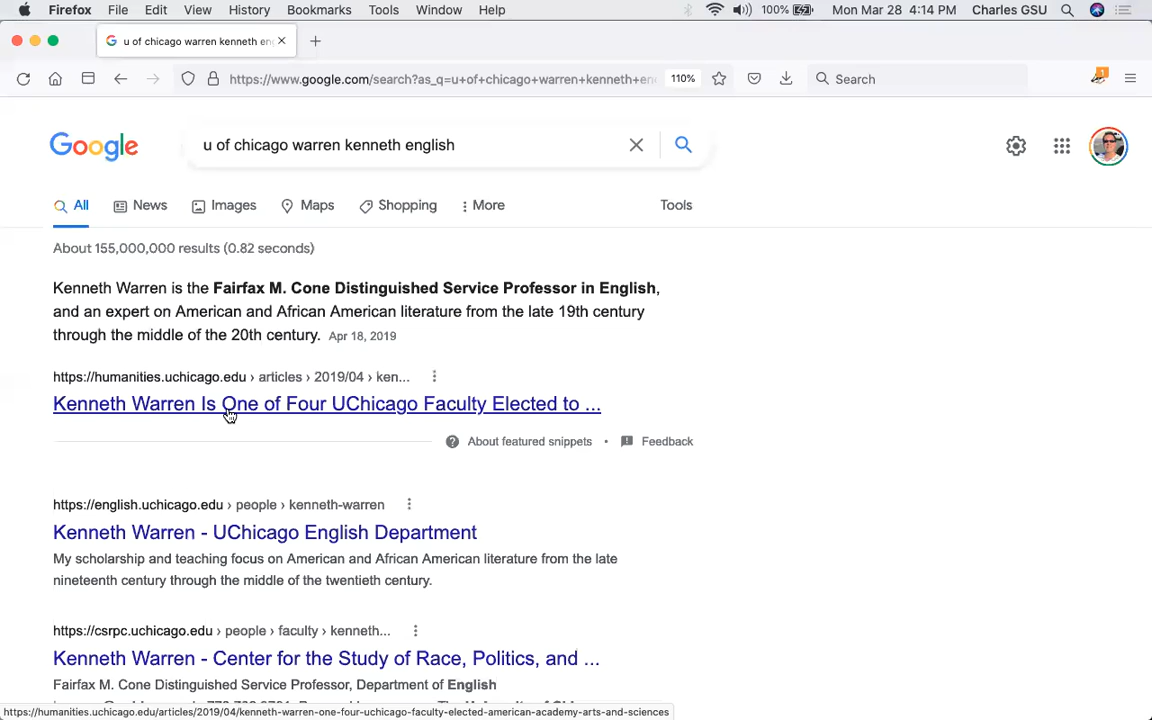 Firefox File Edit View History Bookmarks Tools Window Help 100% Mon Mar 28 4:14 PM Charles GSU
u of chicago warren kenneth en
https://www.google.com/search?as_q=u+of+chicago+warren+kenneth+en 110% Search 1
Google u of chicago warren kenneth english
All News Images Maps Shopping More Tools
About 155,000,000 results (0.82 seconds)
Kenneth Warren is the Fairfax M. Cone Distinguished Service Professor in English,
and an expert on American and African American literature from the late 19th century
through the middle of the 20th century. Apr 18, 2019
https://humanities.uchicago.edu › articles › 2019/04 › ken...
Kenneth Warren Is One of Four UChicago Faculty Elected to ...
About featured snippets • Feedback
https://english.uchicago.edu › people › kenneth-warren
Kenneth Warren - UChicago English Department
My scholarship and teaching focus on American and African American literature from the late
nineteenth century through the middle of the twentieth century.
https://csrpc.uchicago.edu › people › faculty › kenneth...
Kenneth Warren - Center for the Study of Race, Politics, and ...
Fairfax M. Cone Distinguished Service Professor, Department of English
https://humanities.uchicago.edu/articles/2019/04/kenneth-warren-one-four-uchicago-faculty-elected-american-academy-arts-and-sciences